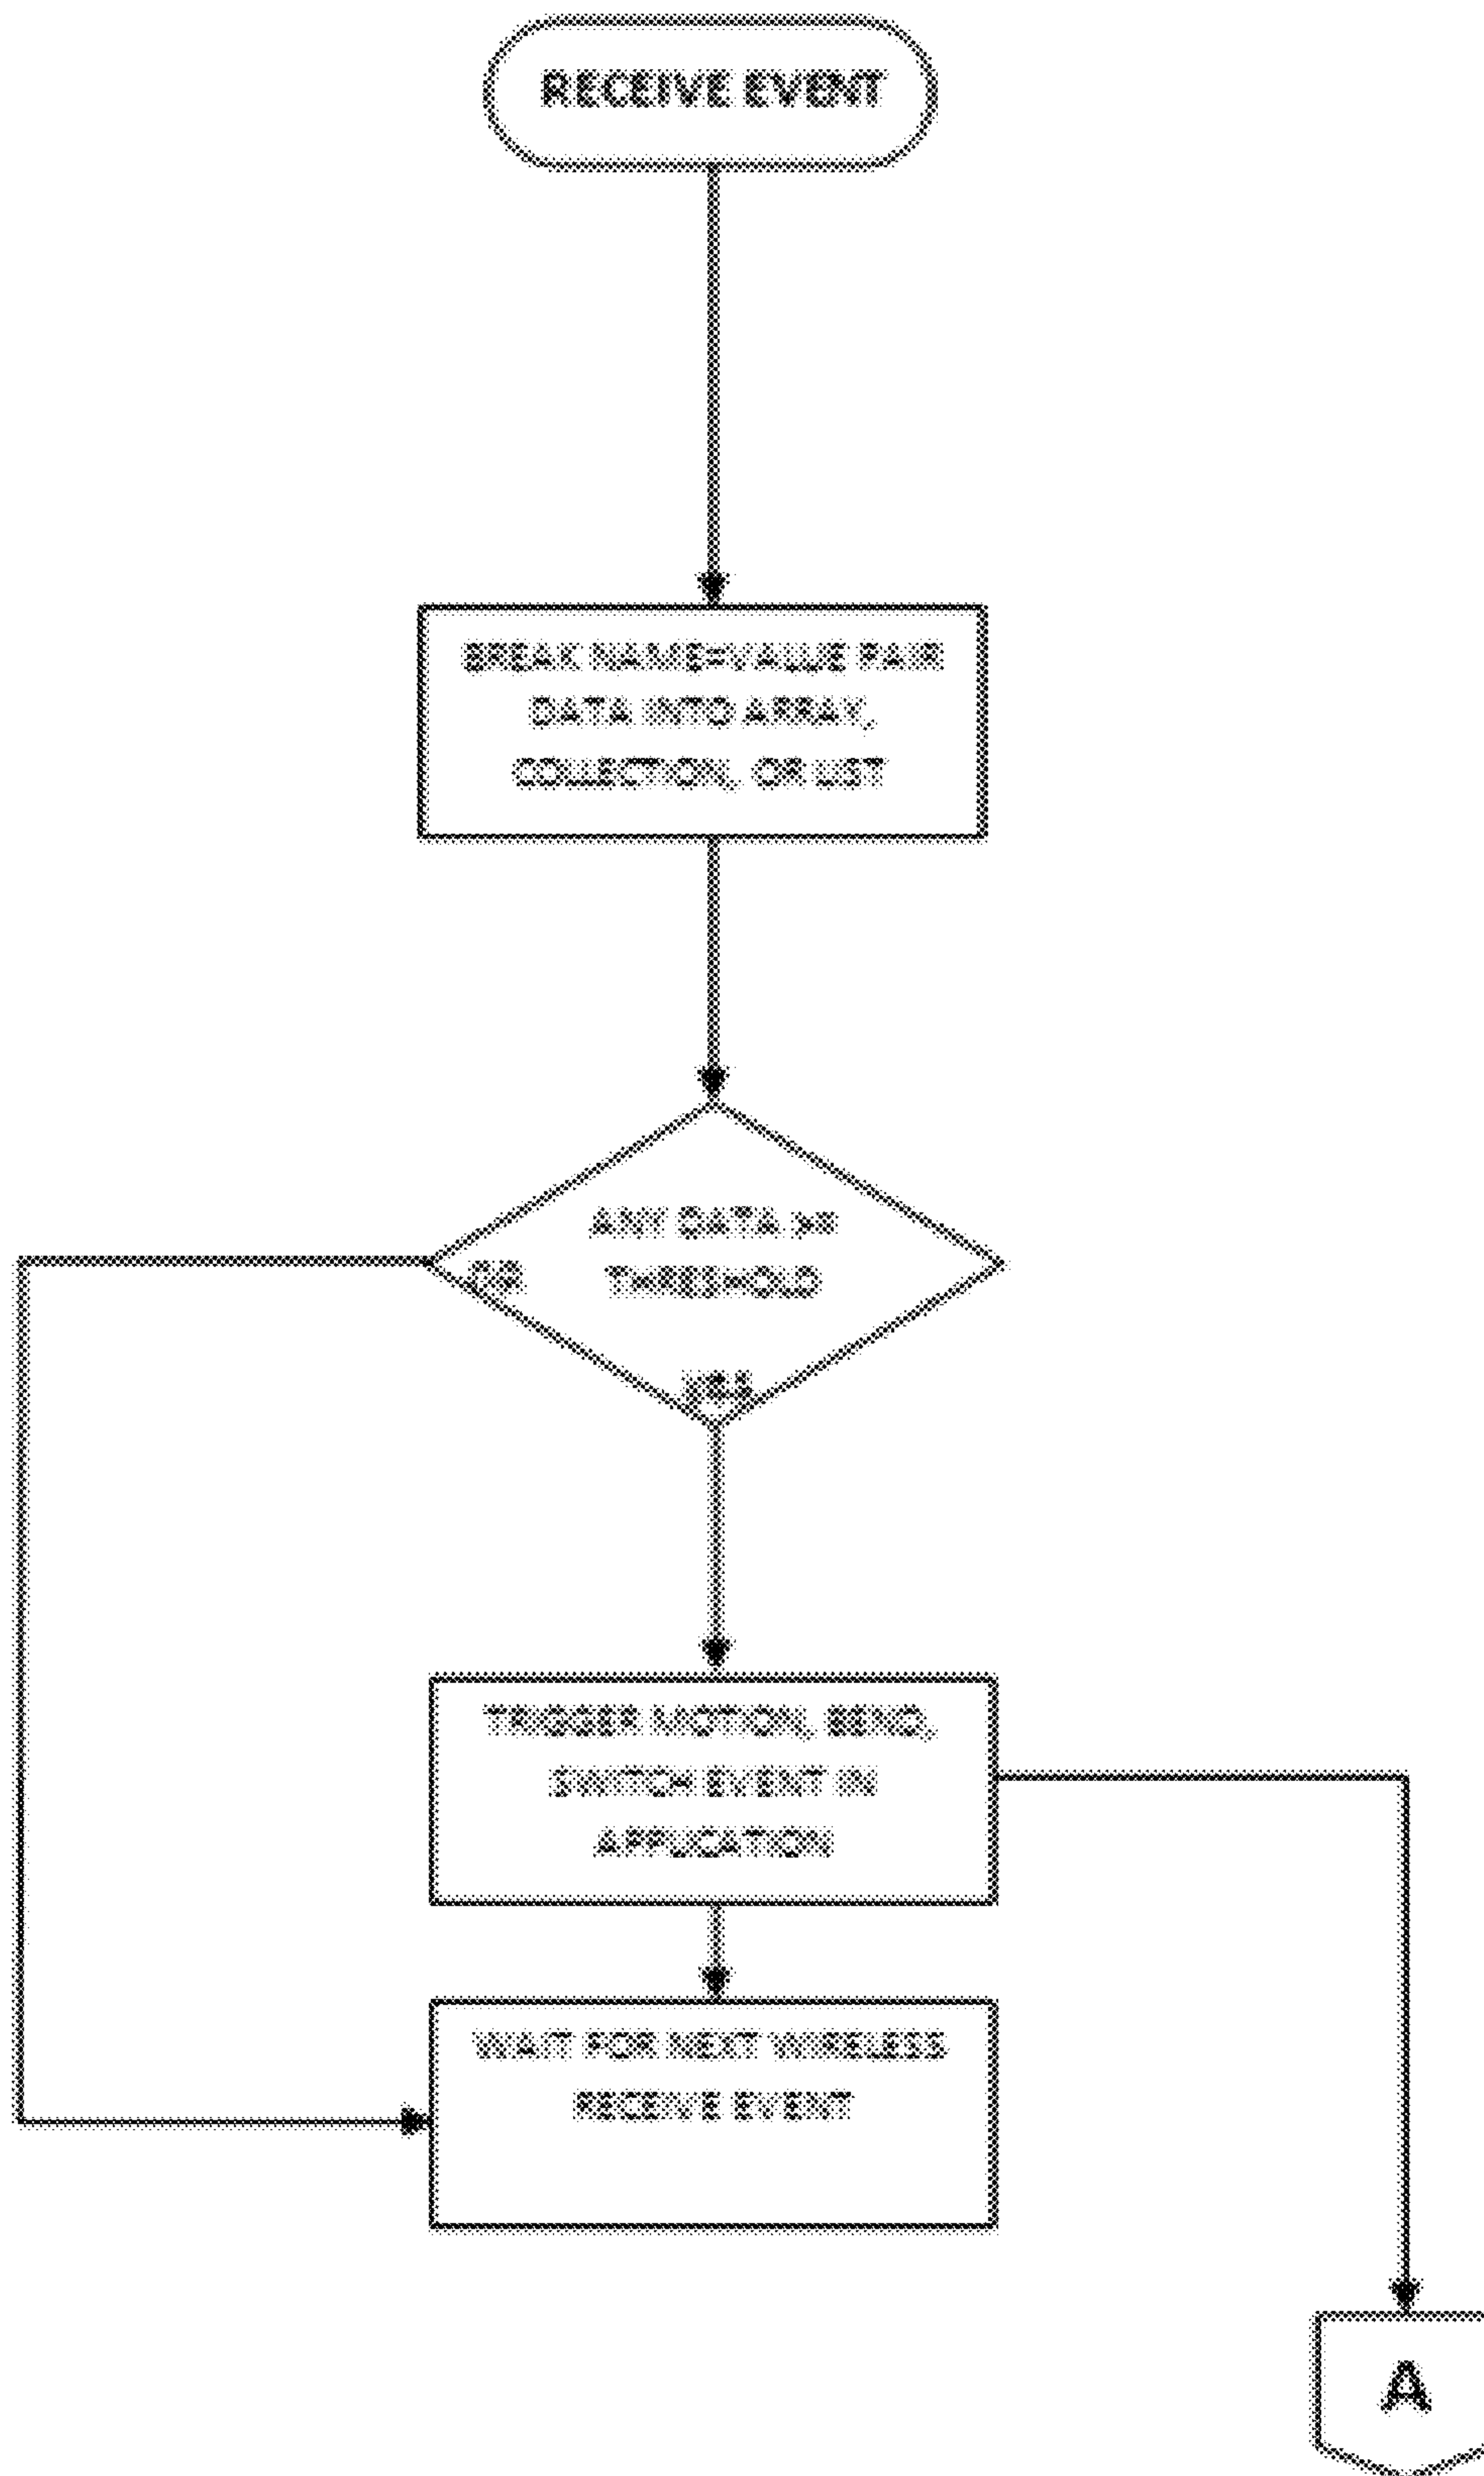 RECEIVE EVENT
BREAK NAME=VALUE PAIR
DATA INTO ARRAY,
COLLECTION, OR LIST
ANY DATA >=
THRESHOLD
YES
TRIGGER MOTION, BEND,
SWITCH EVENT IN
APPLICATION
WAIT FOR NEXT WIRELESS
RECEIVE EVENT
A